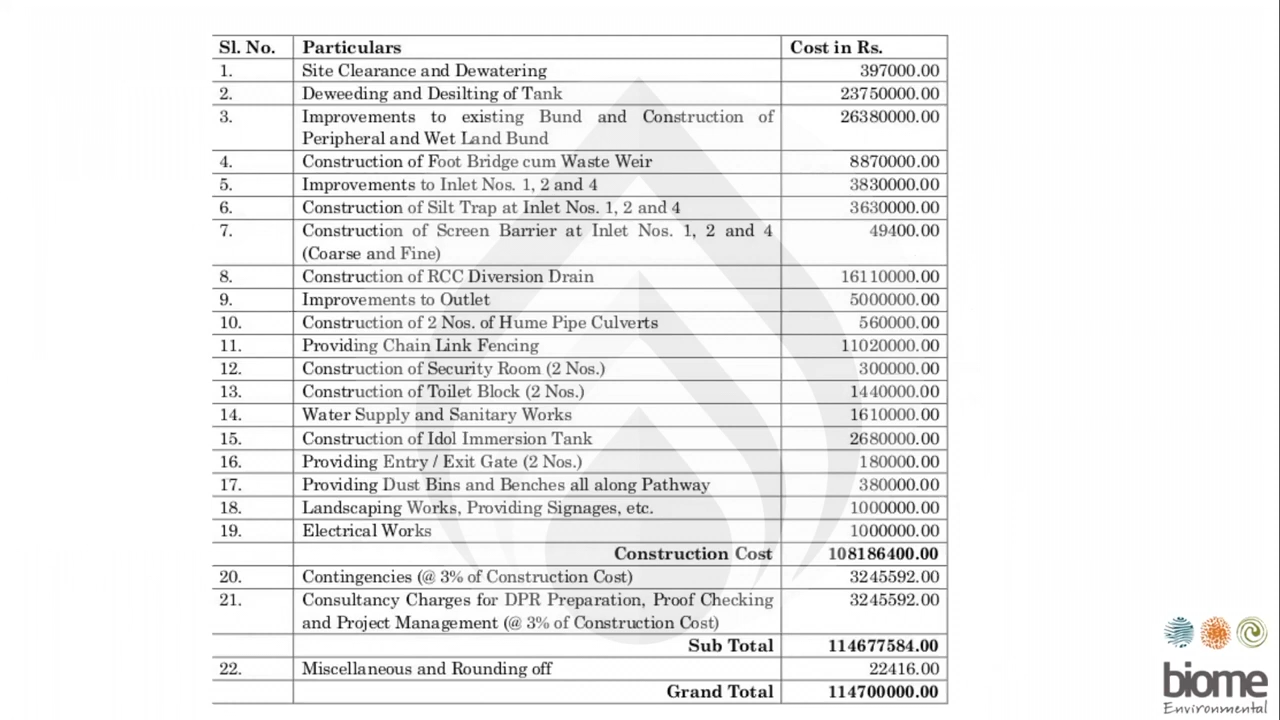 Sl. No. Particulars Cost in Rs.
1. Site Clearance and Dewatering 397000.00
2. Deweeding and Desilting of Tank 23750000.00
3. Improvements to existing Bund and Construction of 26380000.00
Peripheral and Wet Land Bund
4. Construction of Foot Bridge cum Waste Weir 8870000.00
5. Improvements to Inlet Nos. 1, 2 and 4 3830000.00
6. Construction of Silt Trap at Inlet Nos. 1, 2 and 4 3630000.00
7. Construction of Screen Barrier at Inlet Nos. 1, 2 and 4 49400.00
(Coarse and Fine)
8. Construction of RCC Diversion Drain 16110000.00
9. Improvements to Outlet 5000000.00
10. Construction of 2 Nos. of Hume Pipe Culverts 560000.00
11. Providing Chain Link Fencing 11020000.00
12. Construction of Security Room (2 Nos.) 300000.00
13. Construction of Toilet Block (2 Nos.) 1440000.00
14. Water Supply and Sanitary Works 1610000.00
15. Construction of Idol Immersion Tank 2680000.00
16. Providing Entry / Exit Gate (2 Nos.) 180000.00
17. Providing Dust Bins and Benches all along Pathway 380000.00
18. Landscaping Works, Providing Signages, etc. 1000000.00
19. Electrical Works 1000000.00
Construction Cost 108186400.00
20. Contingencies (@ 3% of Construction Cost) 3245592.00
21. Consultancy Charges for DPR Preparation, Proof Checking 3245592.00
and Project Management (@ 3% of Construction Cost)
Sub Total 114677584.00
22. Miscellaneous and Rounding off 22416.00
Grand Total 114700000.00
biome
Environmental